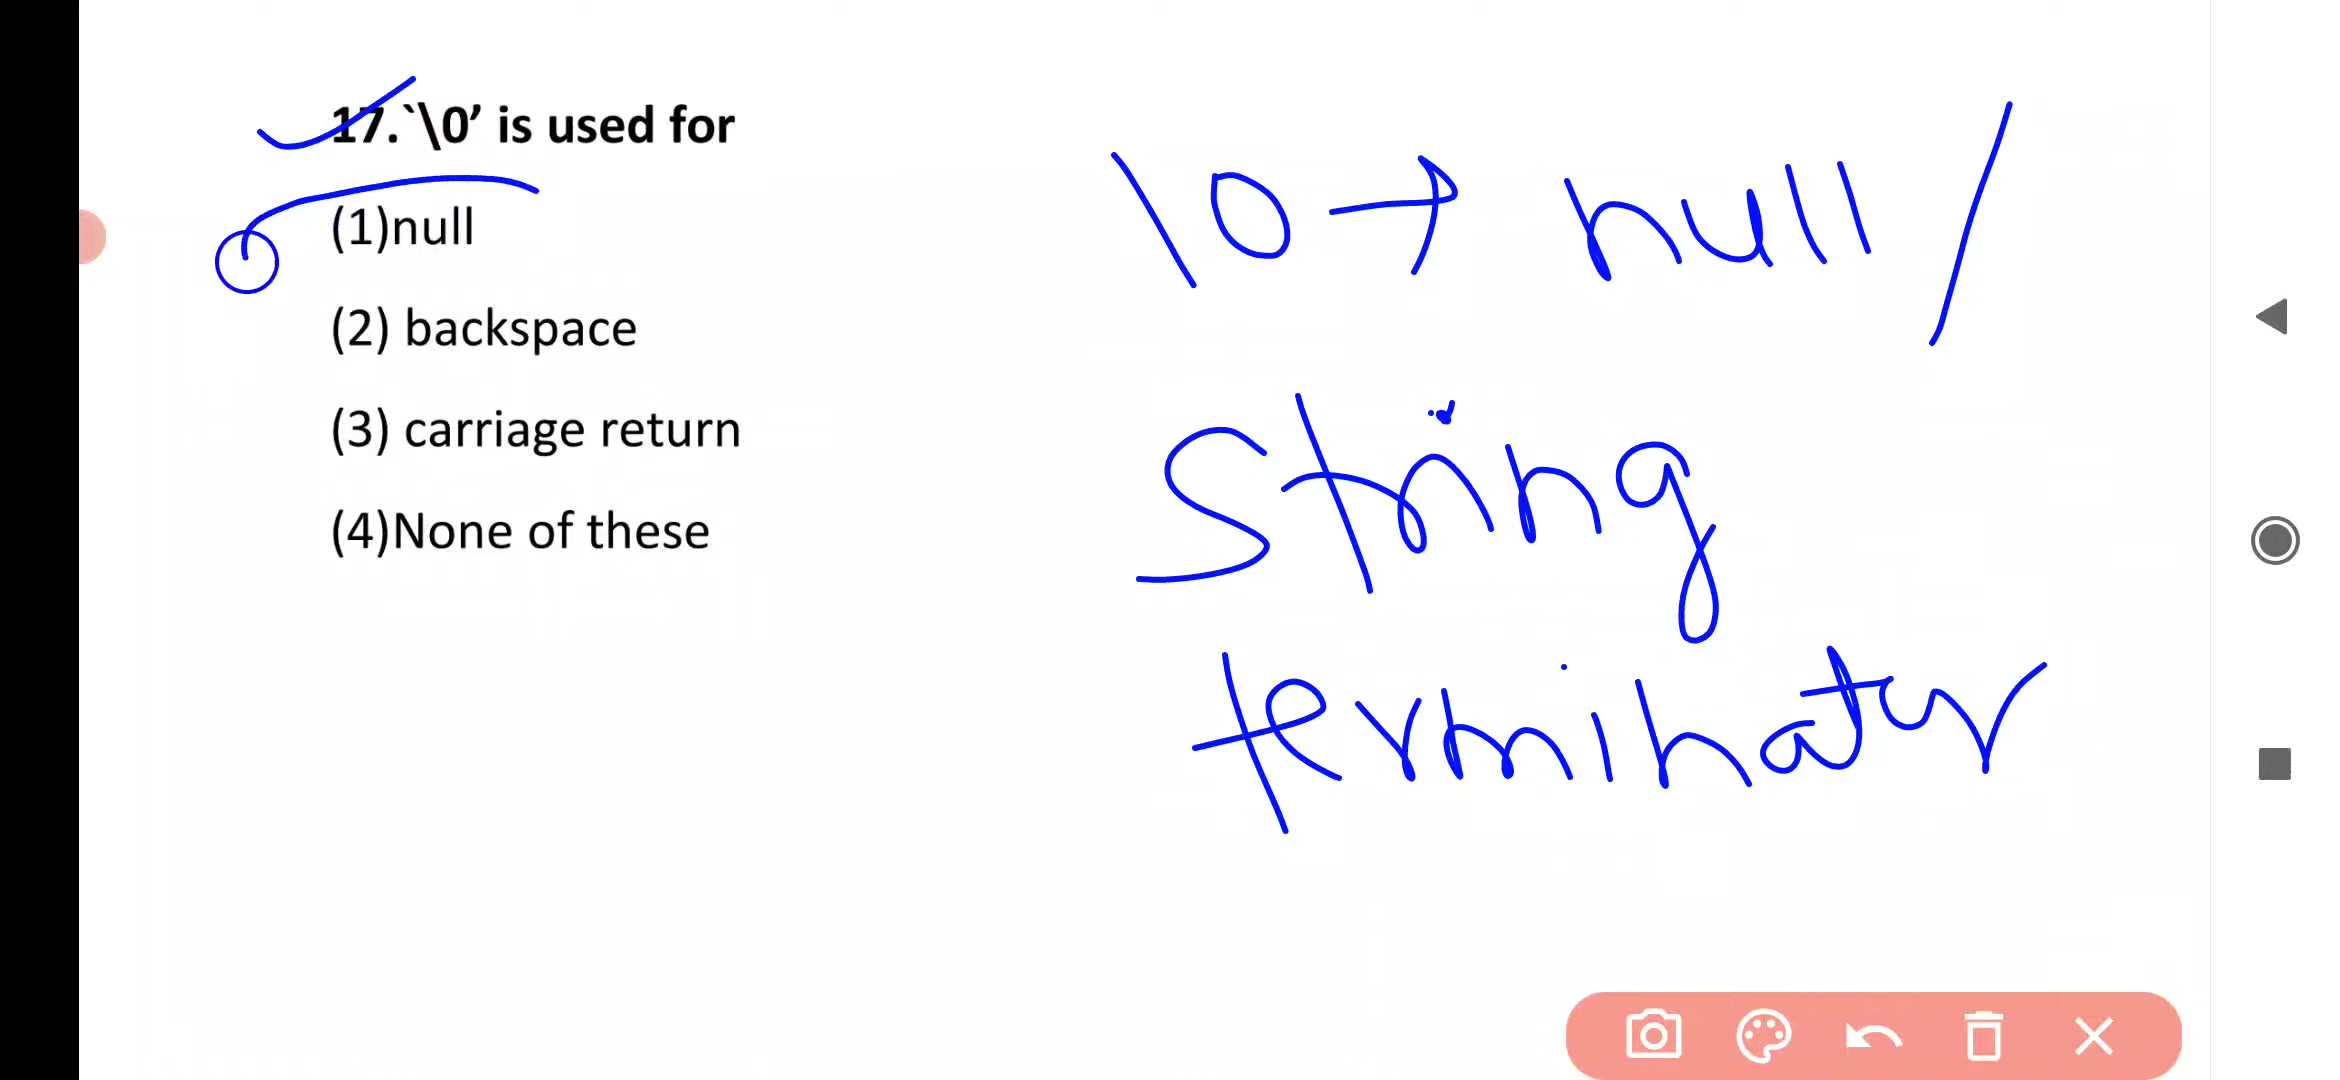 17.`\0’ is used for
(1)null
(2) backspace
(3) carriage return
(4)None of these
\0→ null /
String
terminator